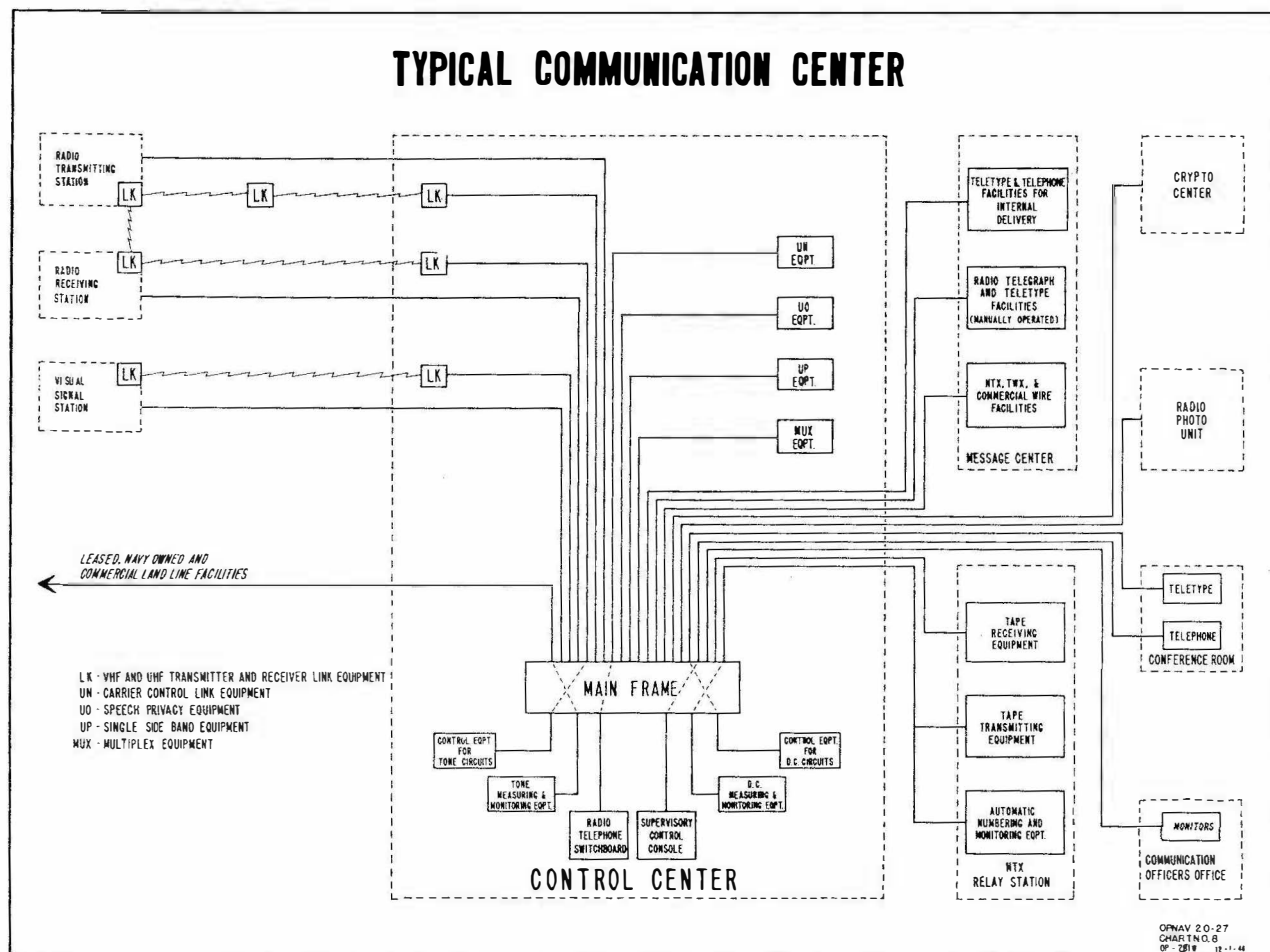 TYPICAL COMMUNICATION CENTER
RADIO
TRANSMITTING
STATION
LK
LK
LK
RADIO
RECEIVING
STATION
LK
LK
VISUAL
SIGNAL
STATION
LK
LK
UN
EQPT.
UO
EQPT.
UP
EQPT.
MUX
EQPT.
TELETYPE & TELEPHONE
FACILITIES FOR
INTERNAL
DELIVERY
RADIO TELEGRAPH
AND TELETYPE
FACILITIES
(MANUALLY OPERATED)
NTX, TWX, &
COMMERCIAL WIRE
FACILITIES
MESSAGE CENTER
CRYPTO
CENTER
RADIO
PHOTO
UNIT
LEASED, NAVY OWNED AND
COMMERCIAL LAND LINE FACILITIES
TELETYPE
TELEPHONE
CONFERENCE ROOM
TAPE
RECEIVING
EQUIPMENT
TAPE
TRANSMITTING
EQUIPMENT
AUTOMATIC
NUMBERING AND
MONITORING EQPT.
NTX
RELAY STATION
MONITORS
COMMUNICATION
OFFICERS OFFICE
LK - VHF AND UHF TRANSMITTER AND RECEIVER LINK EQUIPMENT
UN - CARRIER CONTROL LINK EQUIPMENT
UO - SPEECH PRIVACY EQUIPMENT
UP - SINGLE SIDE BAND EQUIPMENT
MUX - MULTIPLEX EQUIPMENT
MAIN FRAME
CONTROL EQPT
FOR
TONE CIRCUITS
TONE
MEASURING &
MONITORING EQPT.
RADIO
TELEPHONE
SWITCHBOARD
SUPERVISORY
CONTROL
CONSOLE
D.C.
MEASURING &
MONITORING EQPT.
CONTROL EQPT.
FOR
D.C. CIRCUITS
CONTROL CENTER
OPNAV 20-27
CHART NO. 8
12-1-46